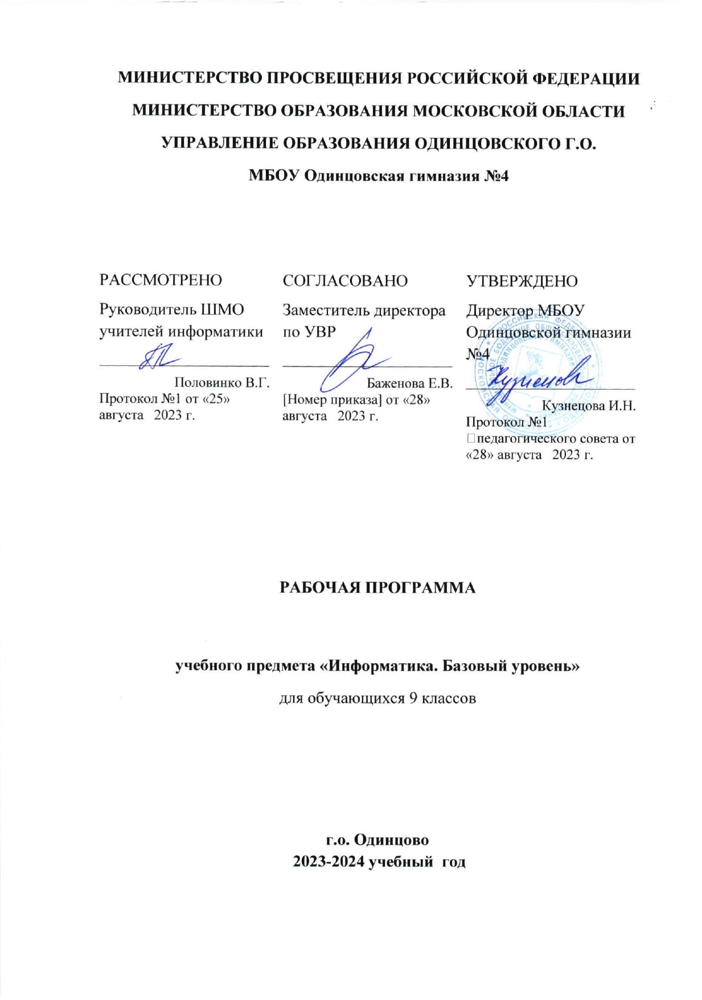 МИНИСТЕРСТВО ПРОСВЕЩЕНИЯ РОССИЙСКОЙ ФЕДЕРАЦИИ
МИНИСТЕРСТВО ОБРАЗОВАНИЯ МОСКОВСКОЙ ОБЛАСТИ
УПРАВЛЕНИЕ ОБРАЗОВАНИЯ ОДИНЦОВСКОГО Г.О.
МБОУ Одинцовская гимназия №4
РАССМОТРЕНО
Руководитель ШМО
учителей информатики
Половинко В.Г.
Протокол №1 от «25»
августа 2023 г.
СОГЛАСОВАНО
Заместитель директора
по УВР
Баженова Е.В.
[Номер приказа] от «28»
августа 2023 г.
УТВЕРЖДЕНО
Директор МБОУ
Одинцовской гимназии
№4
Кузнецова И.Н.
Протокол №1
педагогического совета от
«28» августа 2023 г.
РАБОЧАЯ ПРОГРАММА
учебного предмета «Информатика. Базовый уровень»
для обучающихся 9 классов
г.о. Одинцово
2023-2024 учебный год